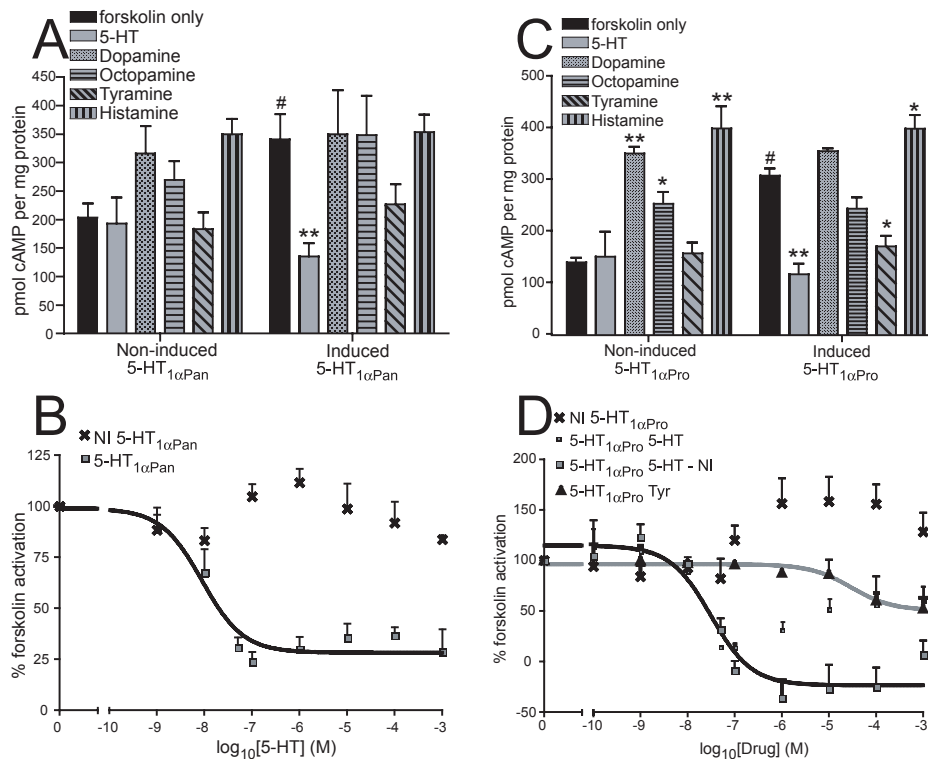 A
forskolin only
5-HT
Dopamine
Octopamine
Tyramine
Histamine
pmol cAMP per mg protein
450
400
350
300
250
200
150
100
50
0
#
**
Non-induced
5-HT1αPan
Induced
5-HT1αPan
C
forskolin only
5-HT
Dopamine
Octopamine
Tyramine
Histamine
pmol cAMP per mg protein
500
400
300
200
100
0
**
*
**
#
**
*
*
Non-induced
5-HT1αPro
Induced
5-HT1αPro
B
NI 5-HT1αPan
5-HT1αPan
% forskolin activation
125
100
75
50
25
0
0 -10 -9 -8 -7 -6 -5 -4 -3
log10[5-HT] (M)
D
NI 5-HT1αPro
5-HT1αPro 5-HT
5-HT1αPro 5-HT - NI
5-HT1αPro Tyr
% forskolin activation
200
150
100
50
0
-50
0 -10 -9 -8 -7 -6 -5 -4 -3
log10[Drug] (M)